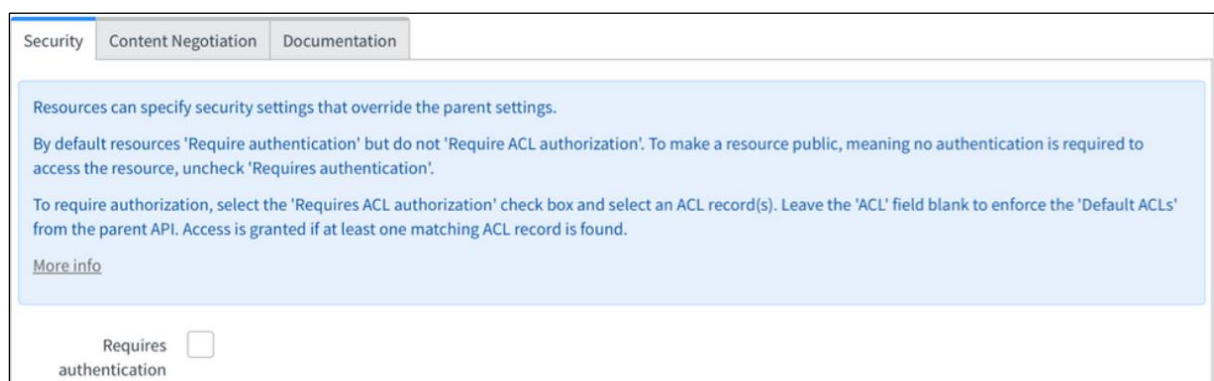 Security Content Negotiation Documentation
Resources can specify security settings that override the parent settings.
By default resources 'Require authentication' but do not 'Require ACL authorization'. To make a resource public, meaning no authentication is required to
access the resource, uncheck 'Requires authentication'.
To require authorization, select the 'Requires ACL authorization' check box and select an ACL record(s). Leave the 'ACL' field blank to enforce the 'Default ACLs'
from the parent API. Access is granted if at least one matching ACL record is found.
More info
Requires
authentication